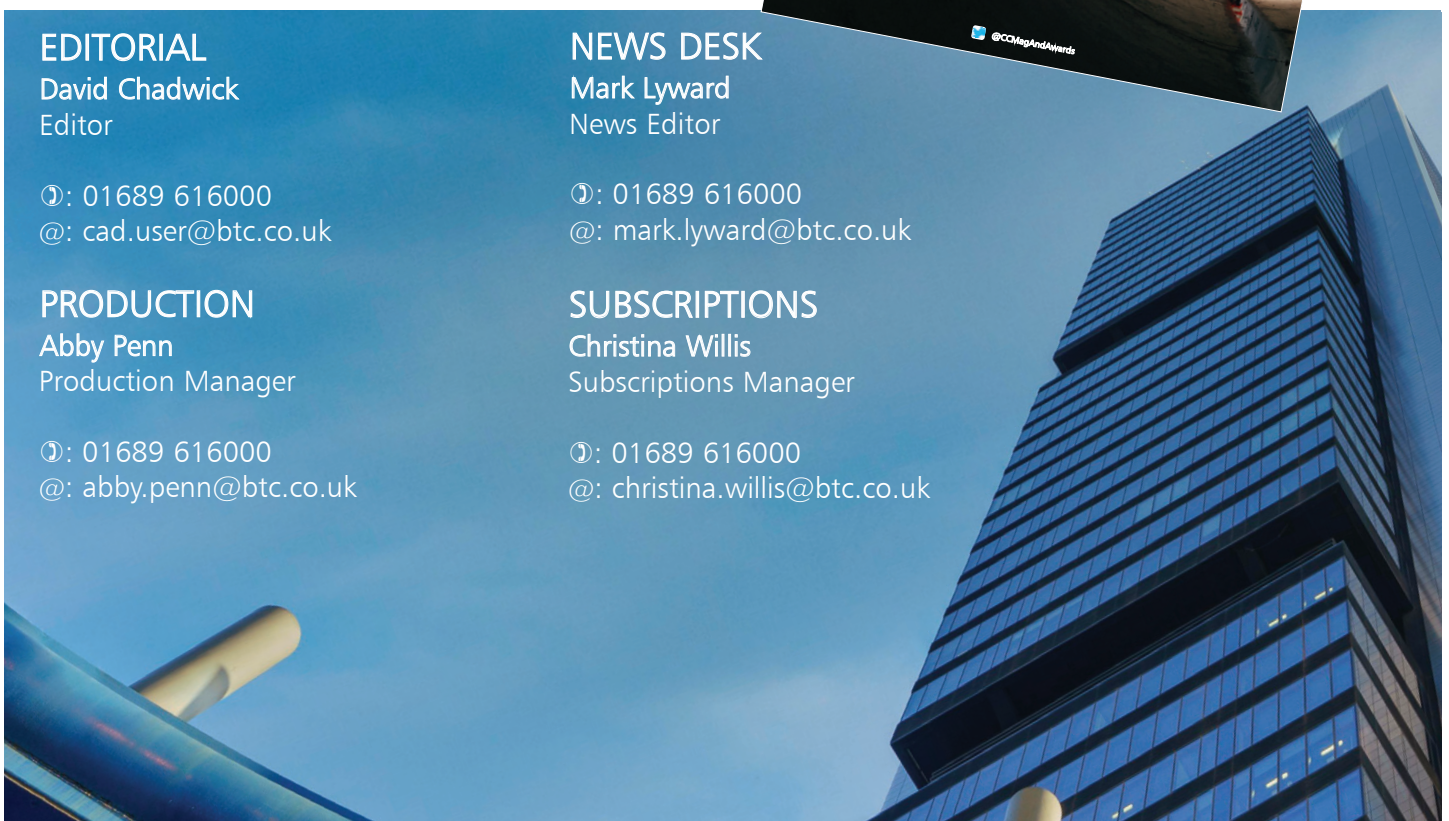 @CCMagAndAwards
EDITORIAL
David Chadwick
Editor
✆: 01689 616000
@: cad.user@btc.co.uk
NEWS DESK
Mark Lyward
News Editor
✆: 01689 616000
@: mark.lyward@btc.co.uk
PRODUCTION
Abby Penn
Production Manager
✆: 01689 616000
@: abby.penn@btc.co.uk
SUBSCRIPTIONS
Christina Willis
Subscriptions Manager
✆: 01689 616000
@: christina.willis@btc.co.uk